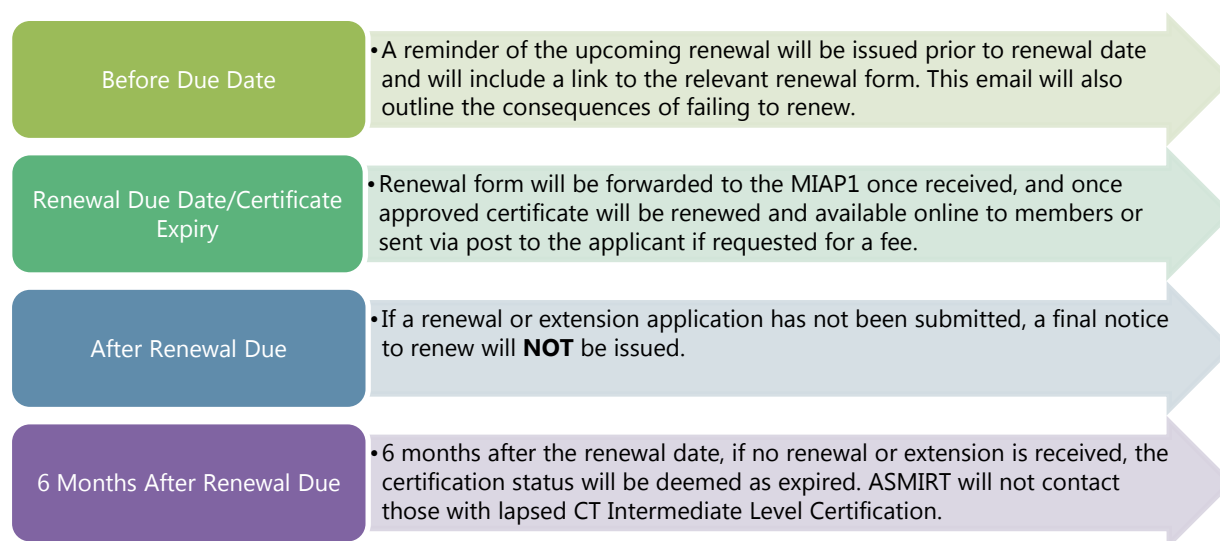 Before Due Date
•A reminder of the upcoming renewal will be issued prior to renewal date
and will include a link to the relevant renewal form. This email will also
outline the consequences of failing to renew.
Renewal Due Date/Certificate
Expiry
•Renewal form will be forwarded to the MIAP1 once received, and once
approved certificate will be renewed and available online to members or
sent via post to the applicant if requested for a fee.
After Renewal Due
•If a renewal or extension application has not been submitted, a final notice
to renew will NOT be issued.
6 Months After Renewal Due
•6 months after the renewal date, if no renewal or extension is received, the
certification status will be deemed as expired. ASMIRT will not contact
those with lapsed CT Intermediate Level Certification.